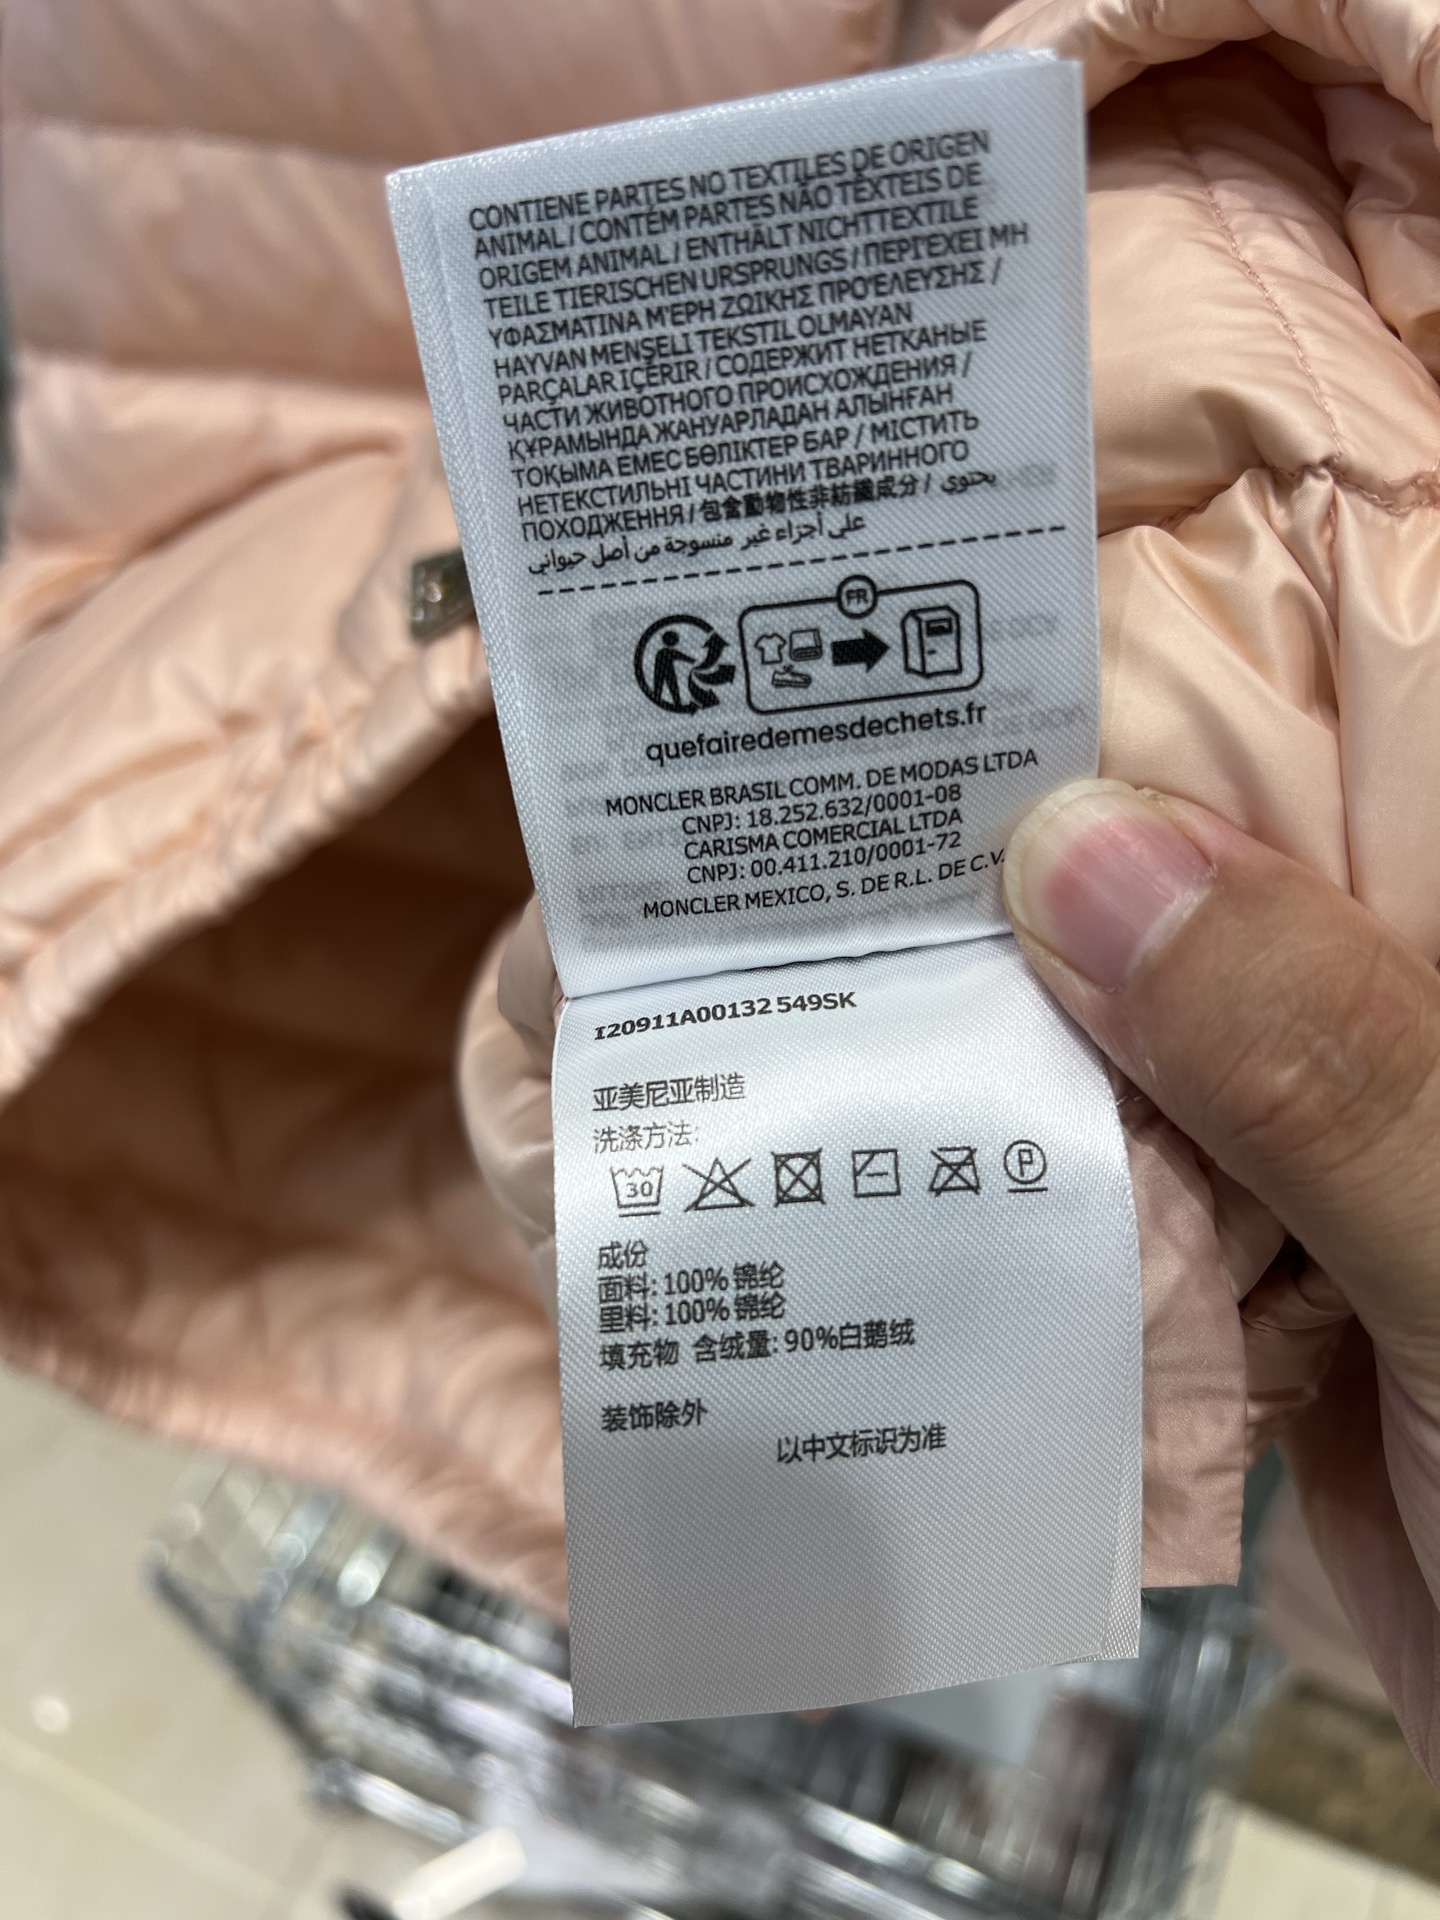 CONTIENE PARTES NO TEXTILES DE ORIGEN
ANIMAL / CONTÉM PARTES NÃO TÊXTEIS DE
ORIGEM ANIMAL / ENTHÄLT NICHTTEXTILE
TEILE TIERISCHEN URSPRUNGS / ΠΕΡΙΈΧΕΙ ΜΗ
ΥΦΑΣΜΑΤΙΝΑ Μ'ΕΡΗ ΖΩΙΚΗΣ ΠΡΟ'ΕΛΕΥΣΗΣ /
HAYVAN MENŞELİ TEKSTIL OLMAYAN
PARÇALAR IÇERIR / СОДЕРЖИТ НЕТКАНЫЕ
ЧАСТИ ЖИВОТНОГО ПРОИСХОЖДЕНИЯ /
ҚҰРАМЫНДА ЖАНУАРЛАДАН АЛЫНҒАН
ТОҚЫМА ЕМЕС БӨЛІКТЕР БАР / МІСТИТЬ
НЕТЕКСТИЛЬНІ ЧАСТИНИ ТВАРИННОГО
ПОХОДЖЕННЯ / 包含動物性非紡織成分 / يحتوي
على أجزاء غير منسوجة من أصل حيواني
FR
quefairedemesdechets.fr
MONCLER BRASIL COMM. DE MODAS LTDA
CNPJ: 18.252.632/0001-08
CARISMA COMERCIAL LTDA
CNPJ: 00.411.210/0001-72
MONCLER MEXICO, S. DE R.L. DE C.V.
I20911A00132 549SK
亚美尼亚制造
洗涤方法:
30 P
成份
面料: 100% 锦纶
里料: 100% 锦纶
填充物 含绒量: 90%白鹅绒
装饰除外
以中文标识为准